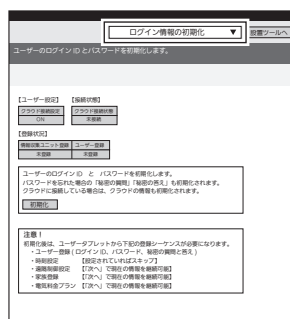 ログイン情報の初期化 ▼
設置ツールへ
ユーザーのログイン ID とパスワードを初期化します。
【ユーザー設定】 【接続状態】
クラウド接続設定 クラウド接続状態
ON 未接続
【登録状況】
情報収集ユニット登録 ユーザー登録
未登録 未登録
ユーザーのログイン ID と パスワードを初期化します。
パスワードを忘れた場合の「秘密の質問」「秘密の答え」も初期化されます。
クラウドに接続している場合は、クラウドの情報も初期化されます。
初期化
注意！
初期化後は、ユーザータブレットから下記の登録シーケンスが必要になります。
・ユーザー登録 ( ログイン ID、パスワード、秘密の質問と答え )
・時刻設定 【設定されていればスキップ】
・遠隔制御設定 【「次へ」で現在の情報を継続可能】
・家族登録 【「次へ」で現在の情報を継続可能】
・電気料金プラン 【「次へ」で現在の情報を継続可能】